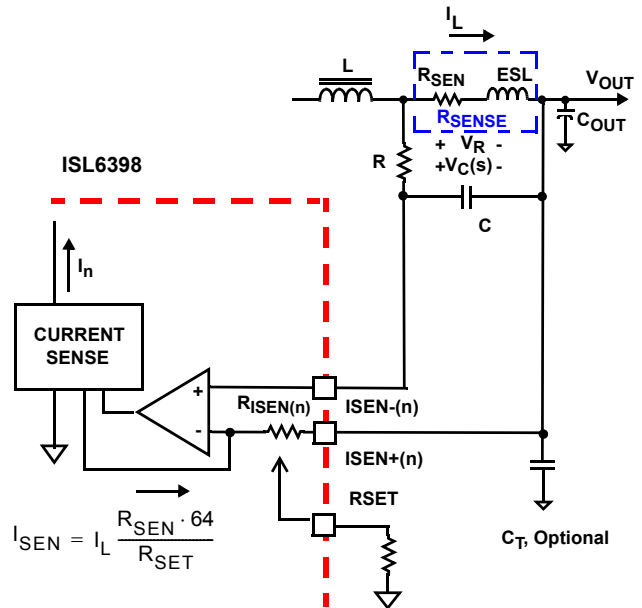 I_L
L
R_SEN ESL
V_OUT
R_SENSE
C_OUT
+ V_R -
+V_C(s)-
R
C
ISL6398
I_n
CURRENT
SENSE
+
-
R_ISEN(n)
ISEN-(n)
ISEN+(n)
RSET
I_SEN = I_L R_SEN · 64 / R_SET
C_T, Optional